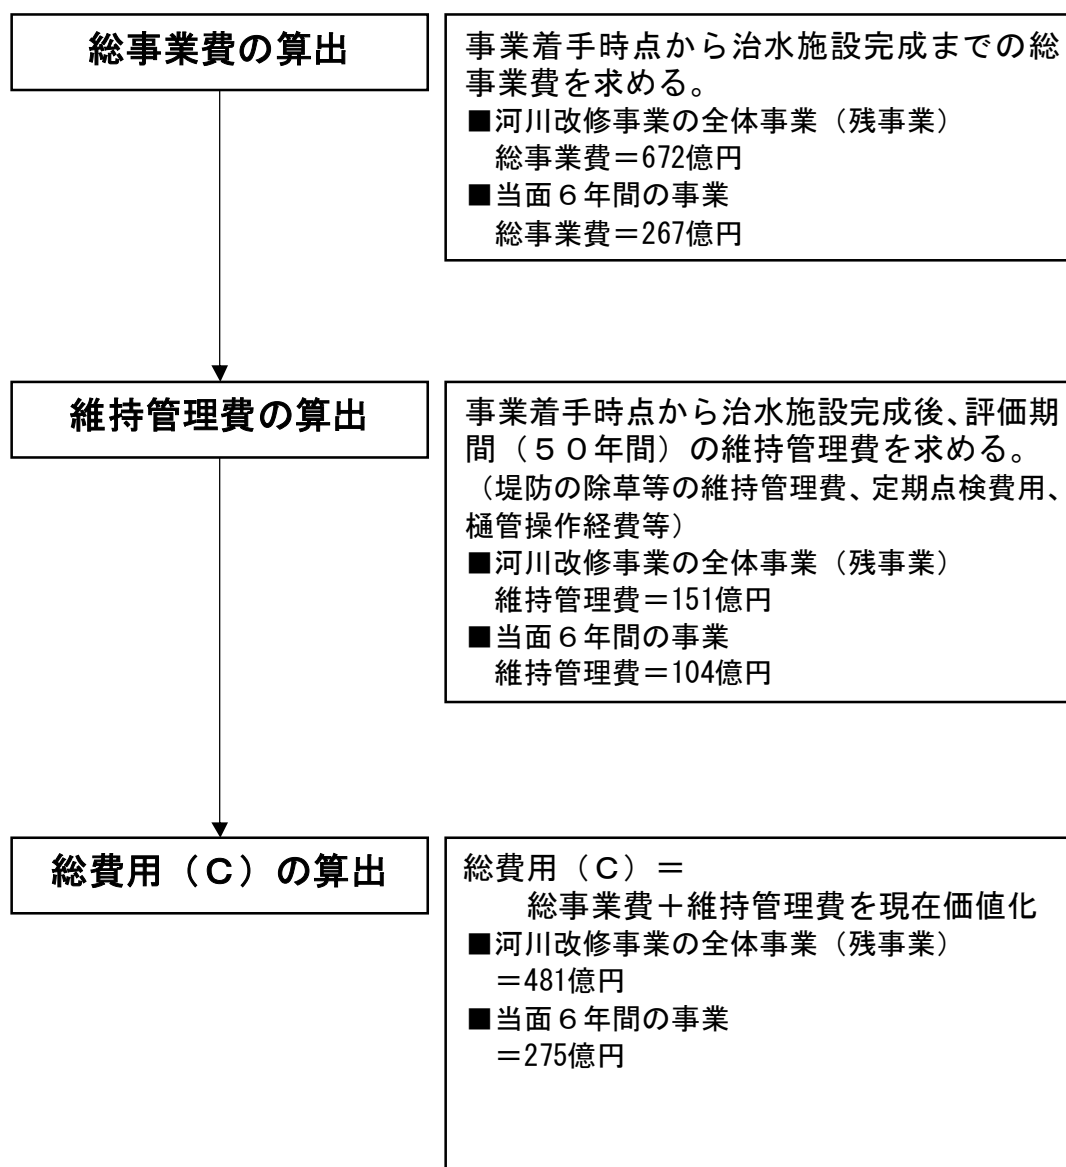 総事業費の算出
事業着手時点から治水施設完成までの総
事業費を求める。
■河川改修事業の全体事業（残事業）
総事業費＝672億円
■当面６年間の事業
総事業費＝267億円
維持管理費の算出
事業着手時点から治水施設完成後、評価期
間（５０年間）の維持管理費を求める。
（堤防の除草等の維持管理費、定期点検費用、
樋管操作経費等）
■河川改修事業の全体事業（残事業）
維持管理費＝151億円
■当面６年間の事業
維持管理費＝104億円
総費用（Ｃ）の算出
総費用（Ｃ）＝
総事業費＋維持管理費を現在価値化
■河川改修事業の全体事業（残事業）
＝481億円
■当面６年間の事業
＝275億円